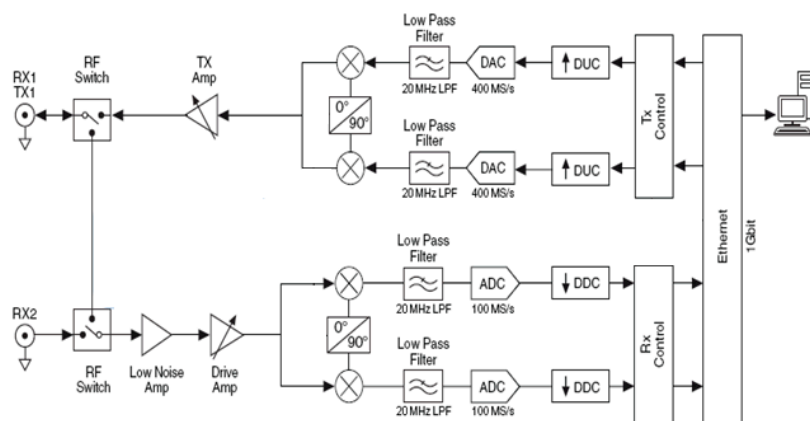 Low Pass
Filter
20 MHz LPF
DAC
400 MS/s
DUC
RX1
TX1
RF
Switch
TX
Amp
0°
90°
Low Pass
Filter
20 MHz LPF
DAC
400 MS/s
DUC
Tx
Control
Ethernet
1Gbit
Low Pass
Filter
20 MHz LPF
ADC
100 MS/s
DDC
RX2
RF
Switch
Low Noise
Amp
Drive
Amp
0°
90°
Low Pass
Filter
20 MHz LPF
ADC
100 MS/s
DDC
Rx
Control